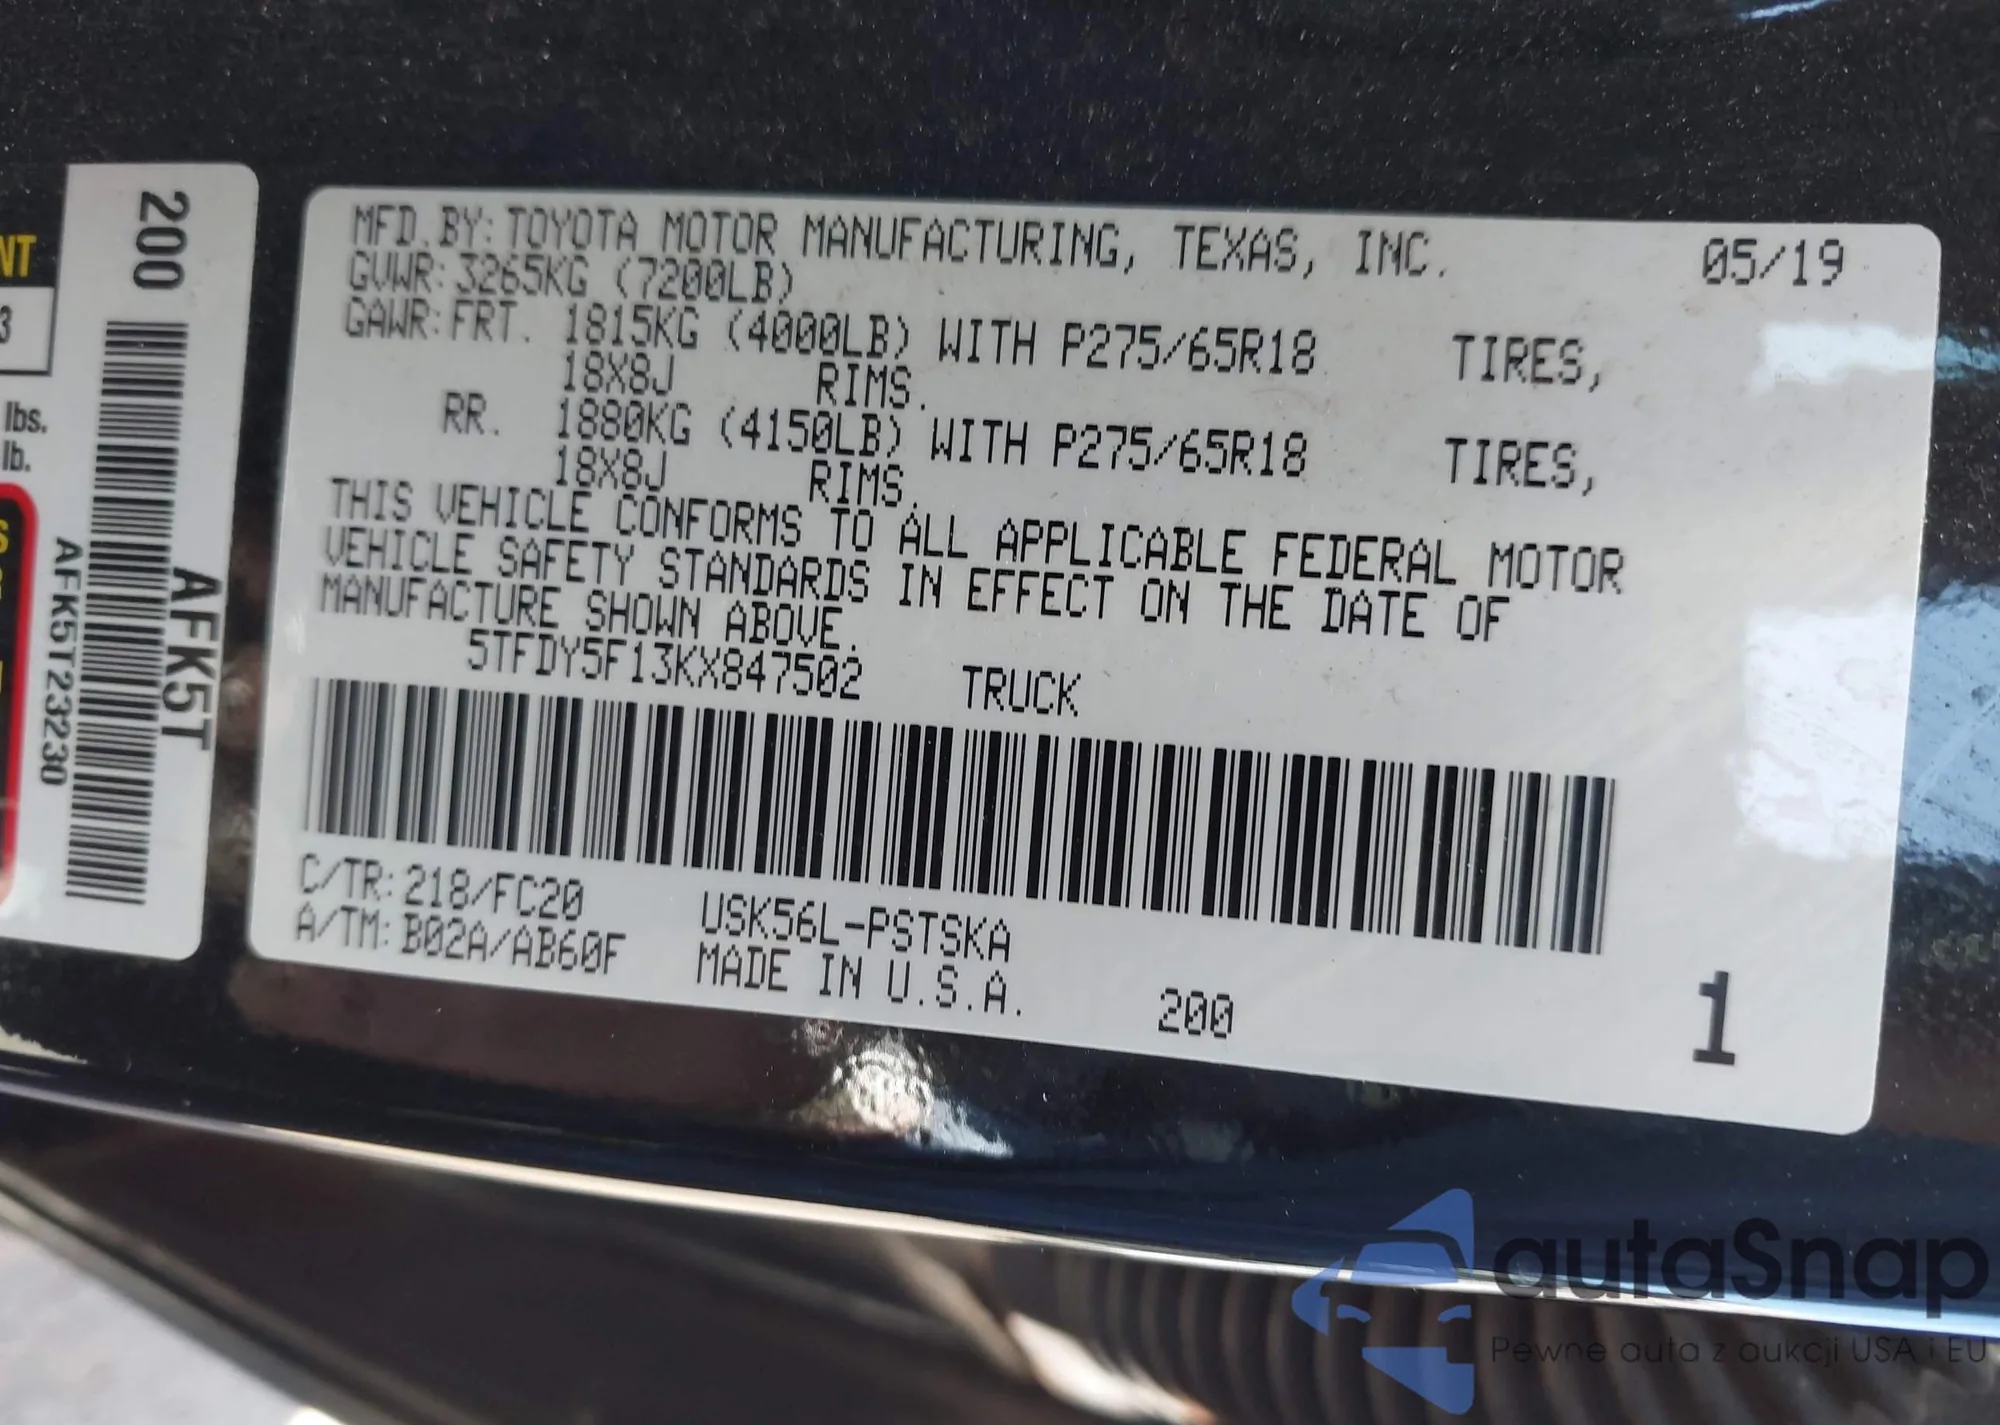 NT
3
lbs.
lb.
S
200
AFK5T
AFK5T23230
MFD.BY:TOYOTA MOTOR MANUFACTURING, TEXAS, INC. 05/19
GVWR:3265KG (7200LB)
GAWR:FRT. 1815KG (4000LB) WITH P275/65R18 TIRES,
18X8J RIMS.
RR. 1880KG (4150LB) WITH P275/65R18 TIRES,
18X8J RIMS.
THIS VEHICLE CONFORMS TO ALL APPLICABLE FEDERAL MOTOR
VEHICLE SAFETY STANDARDS IN EFFECT ON THE DATE OF
MANUFACTURE SHOWN ABOVE.
5TFDY5F13KX847502 TRUCK
C/TR:218/FC20 USK56L-PSTSKA
A/TM:B02A/AB60F MADE IN U.S.A. 200
1
autaSnap
Pewne auta z aukcji USA i EU